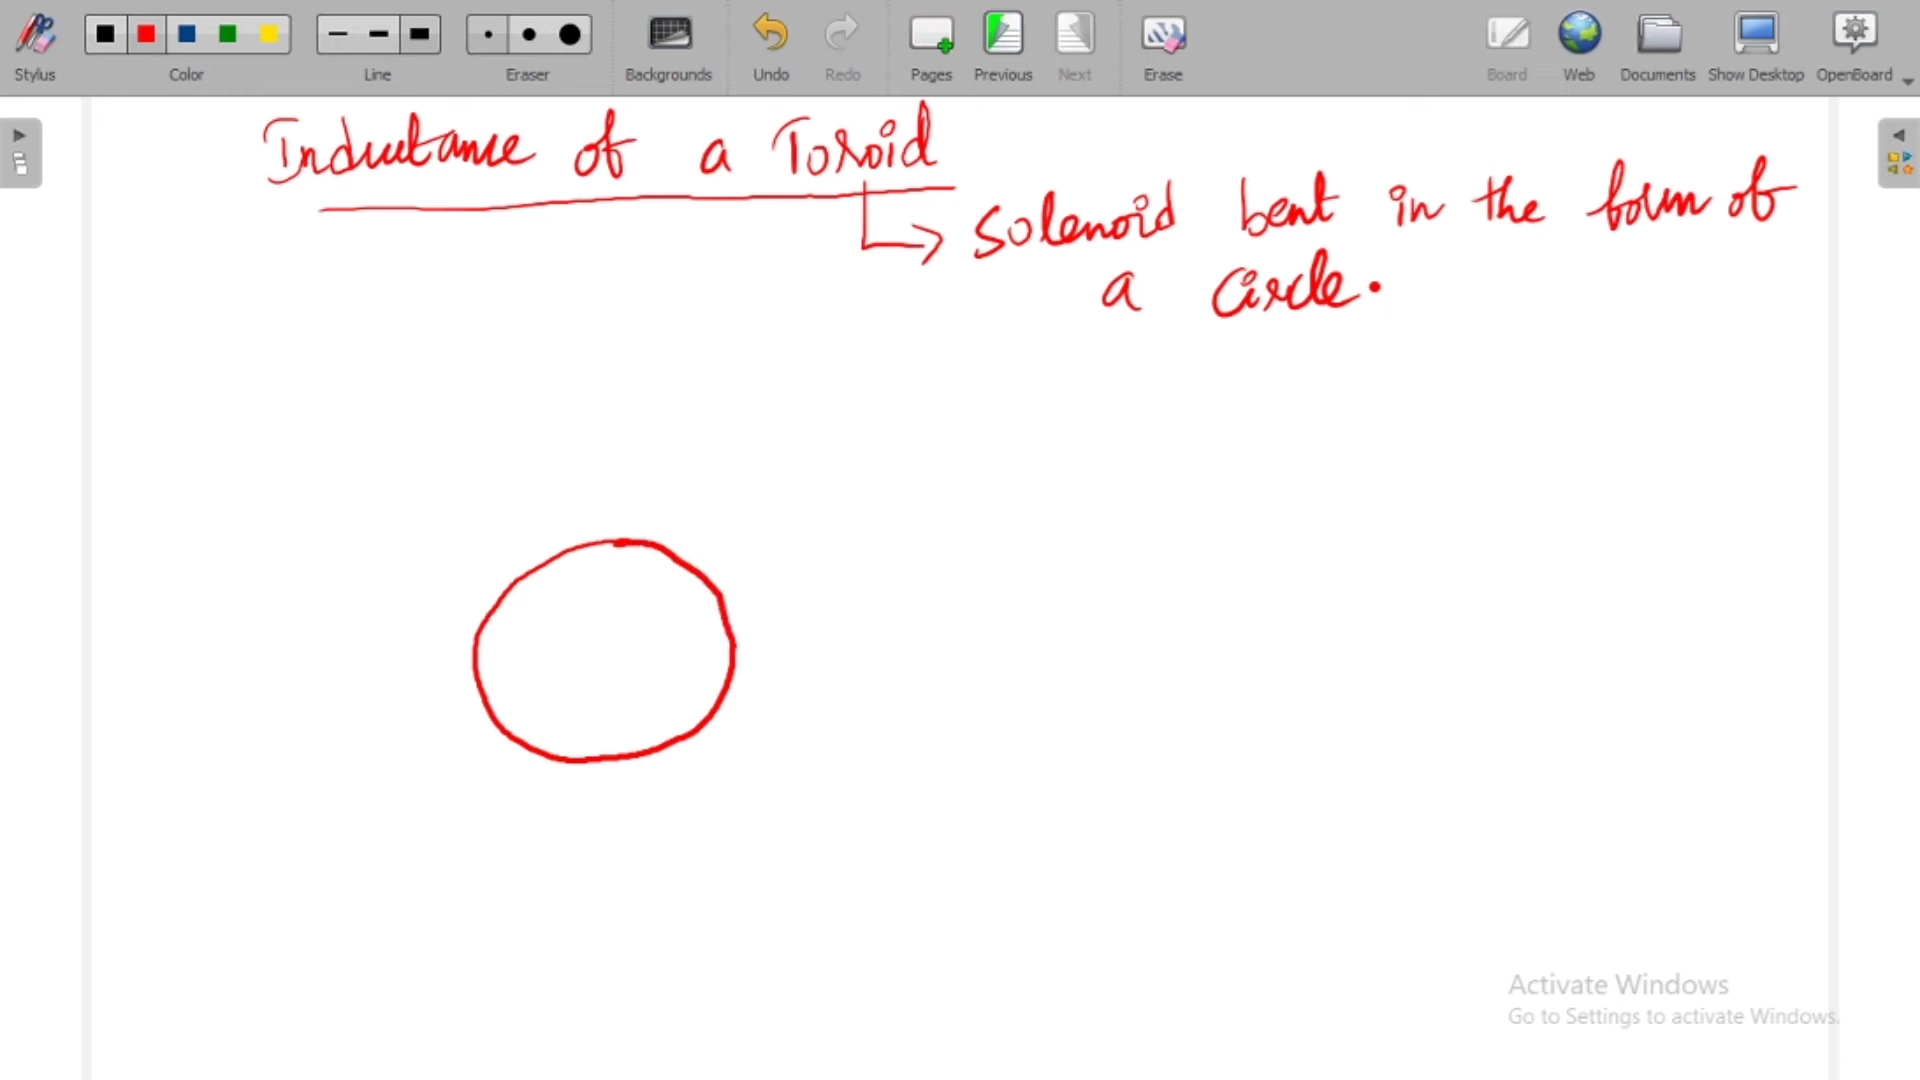 Stylus
Color
Line
Eraser
Backgrounds
Undo
Redo
Pages
Previous
Next
Erase
Board
Web
Documents
Show Desktop
OpenBoard
Inductance of a Toroid
Solenoid bent in the form of
a Circle.
Activate Windows
Go to Settings to activate Windows.